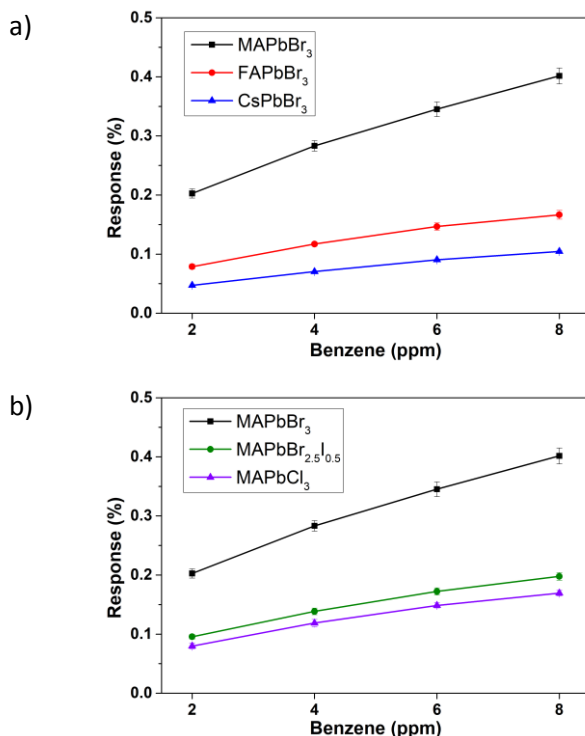 a)
0.5
0.4
0.3
0.2
0.1
0.0
Response (%)
MAPbBr₃
FAPbBr₃
CsPbBr₃
2 4 6 8
Benzene (ppm)
b)
0.5
0.4
0.3
0.2
0.1
0.0
Response (%)
MAPbBr₃
MAPbBr₂.₅I₀.₅
MAPbCl₃
2 4 6 8
Benzene (ppm)